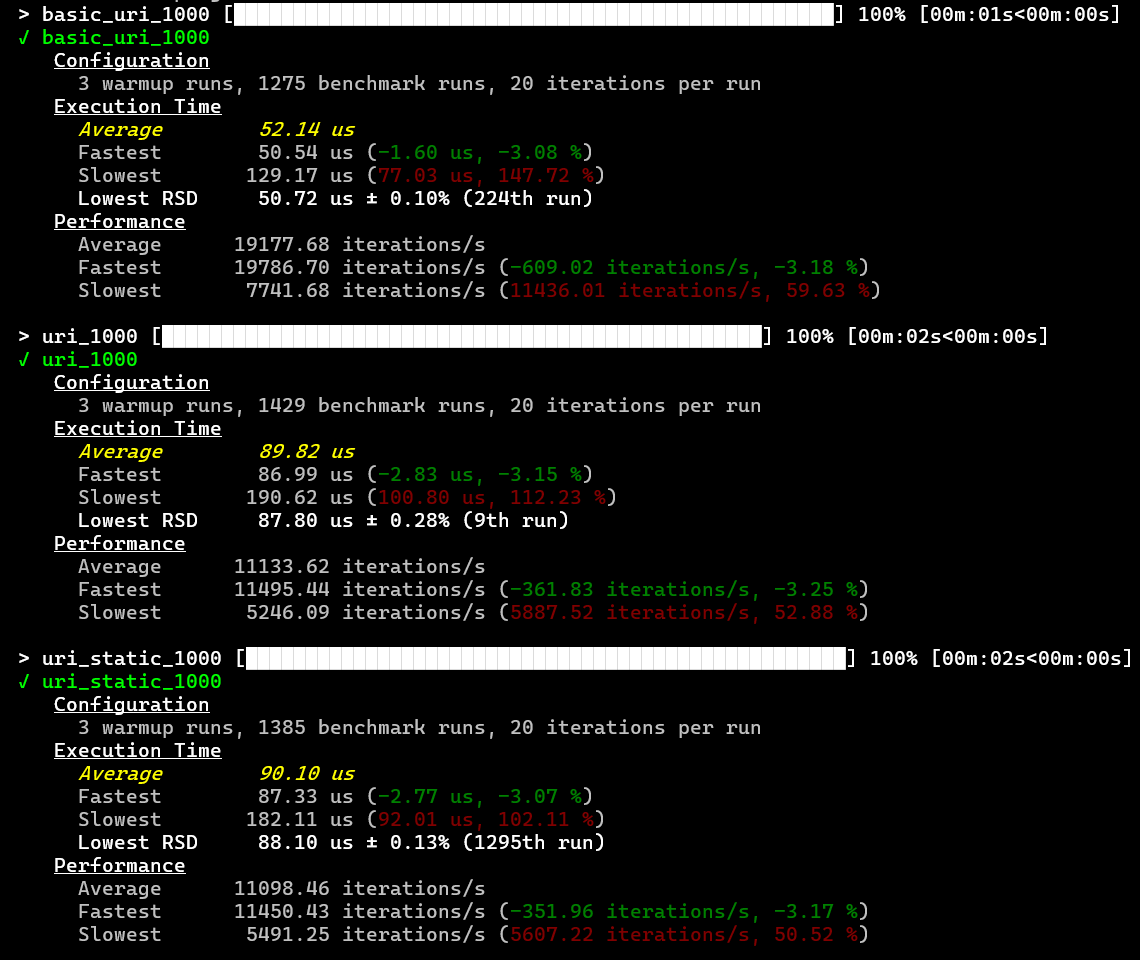 > basic_uri_1000 [██████████████████████████████████████████████████] 100% [00m:01s<00m:00s]
✓ basic_uri_1000
Configuration
3 warmup runs, 1275 benchmark runs, 20 iterations per run
Execution Time
Average 52.14 us
Fastest 50.54 us (-1.60 us, -3.08 %)
Slowest 129.17 us (77.03 us, 147.72 %)
Lowest RSD 50.72 us ± 0.10% (224th run)
Performance
Average 19177.68 iterations/s
Fastest 19786.70 iterations/s (-609.02 iterations/s, -3.18 %)
Slowest 7741.68 iterations/s (11436.01 iterations/s, 59.63 %)
> uri_1000 [██████████████████████████████████████████████████] 100% [00m:02s<00m:00s]
✓ uri_1000
Configuration
3 warmup runs, 1429 benchmark runs, 20 iterations per run
Execution Time
Average 89.82 us
Fastest 86.99 us (-2.83 us, -3.15 %)
Slowest 190.62 us (100.80 us, 112.23 %)
Lowest RSD 87.80 us ± 0.28% (9th run)
Performance
Average 11133.62 iterations/s
Fastest 11495.44 iterations/s (-361.83 iterations/s, -3.25 %)
Slowest 5246.09 iterations/s (5887.52 iterations/s, 52.88 %)
> uri_static_1000 [██████████████████████████████████████████████████] 100% [00m:02s<00m:00s]
✓ uri_static_1000
Configuration
3 warmup runs, 1385 benchmark runs, 20 iterations per run
Execution Time
Average 90.10 us
Fastest 87.33 us (-2.77 us, -3.07 %)
Slowest 182.11 us (92.01 us, 102.11 %)
Lowest RSD 88.10 us ± 0.13% (1295th run)
Performance
Average 11098.46 iterations/s
Fastest 11450.43 iterations/s (-351.96 iterations/s, -3.17 %)
Slowest 5491.25 iterations/s (5607.22 iterations/s, 50.52 %)